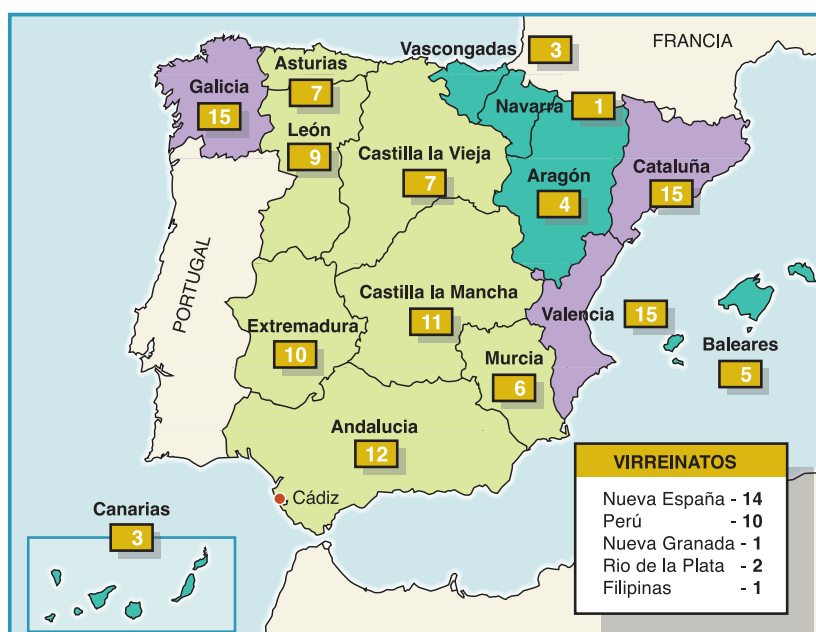 Vascongadas
3
FRANCIA
Asturias
7
Galicia
15
Navarra
1
León
9
Castilla la Vieja
7
Aragón
4
Cataluña
15
PORTUGAL
Castilla la Mancha
11
Valencia
15
Extremadura
10
Murcia
6
Baleares
5
Andalucia
12
Cádiz
Canarias
3
VIRREINATOS
Nueva España - 14
Perú - 10
Nueva Granada - 1
Rio de la Plata - 2
Filipinas - 1